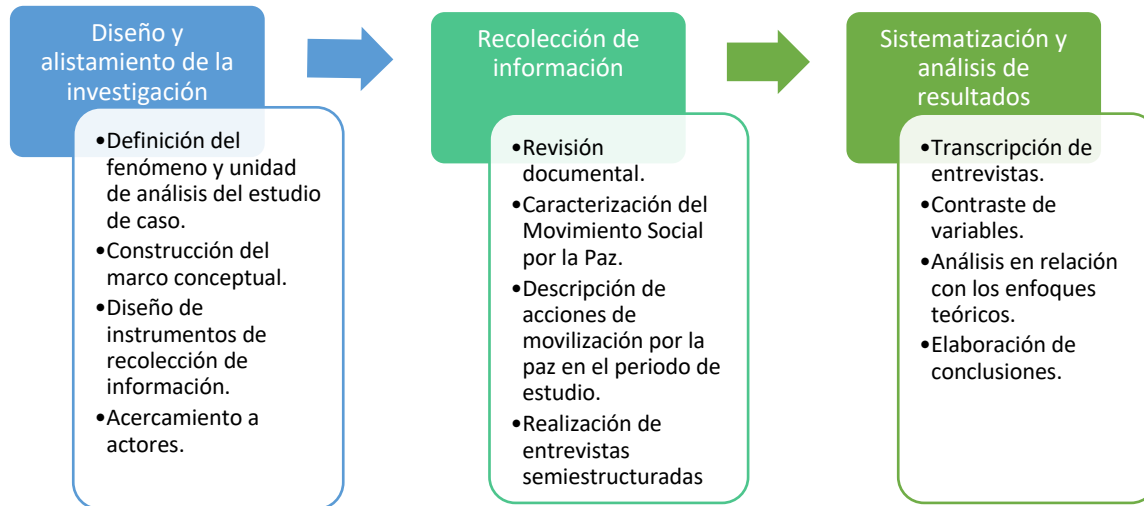 Diseño y
alistamiento de la
investigación
•Definición del
fenómeno y unidad
de análisis del estudio
de caso.
•Construcción del
marco conceptual.
•Diseño de
instrumentos de
recolección de
información.
•Acercamiento a
actores.
Recolección de
información
•Revisión
documental.
•Caracterización del
Movimiento Social
por la Paz.
•Descripción de
acciones de
movilización por la
paz en el periodo de
estudio.
•Realización de
entrevistas
semiestructuradas
Sistematización y
análisis de
resultados
•Transcripción de
entrevistas.
•Contraste de
variables.
•Análisis en relación
con los enfoques
teóricos.
•Elaboración de
conclusiones.